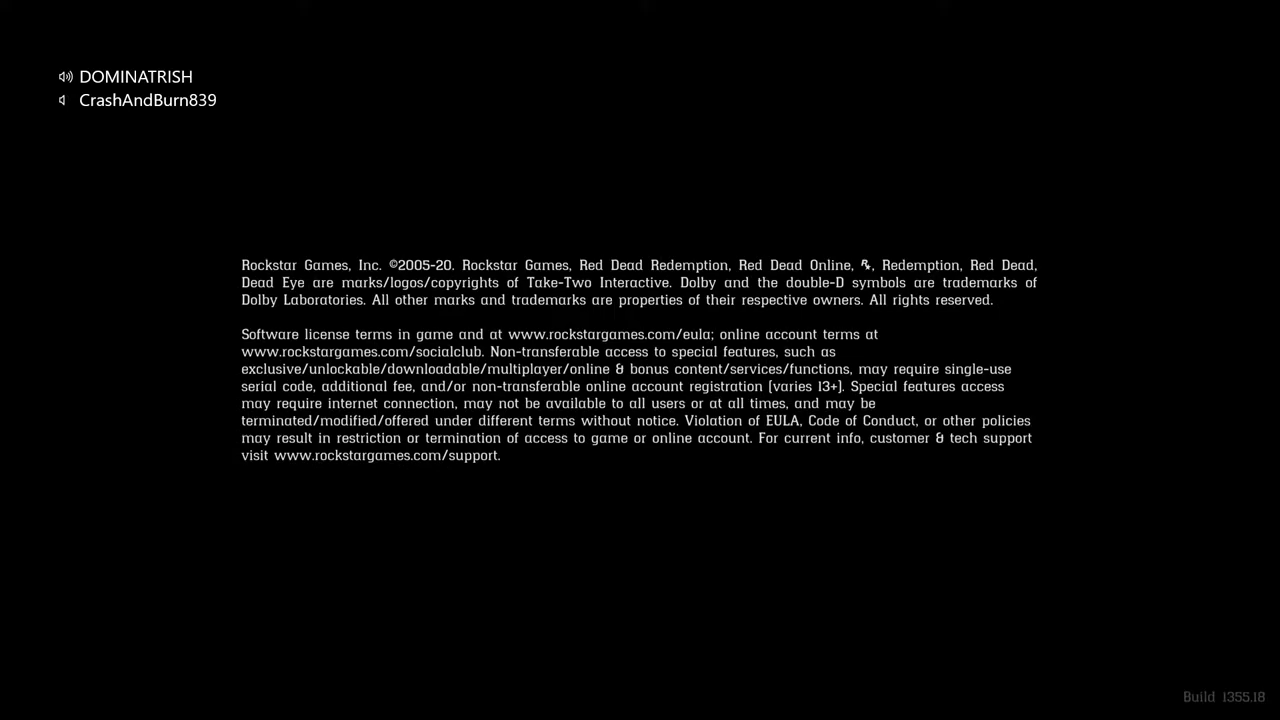 DOMINATRISH
CrashAndBurn839
Rockstar Games, Inc. ©2005-20. Rockstar Games, Red Dead Redemption, Red Dead Online, R*, Redemption, Red Dead,
Dead Eye are marks/logos/copyrights of Take-Two Interactive. Dolby and the double-D symbols are trademarks of
Dolby Laboratories. All other marks and trademarks are properties of their respective owners. All rights reserved.
Software license terms in game and at www.rockstargames.com/eula; online account terms at
www.rockstargames.com/socialclub. Non-transferable access to special features, such as
exclusive/unlockable/downloadable/multiplayer/online & bonus content/services/functions, may require single-use
serial code, additional fee, and/or non-transferable online account registration (varies 13+). Special features access
may require internet connection, may not be available to all users or at all times, and may be
terminated/modified/offered under different terms without notice. Violation of EULA, Code of Conduct, or other policies
may result in restriction or termination of access to game or online account. For current info, customer & tech support
visit www.rockstargames.com/support.
Build 1355.18